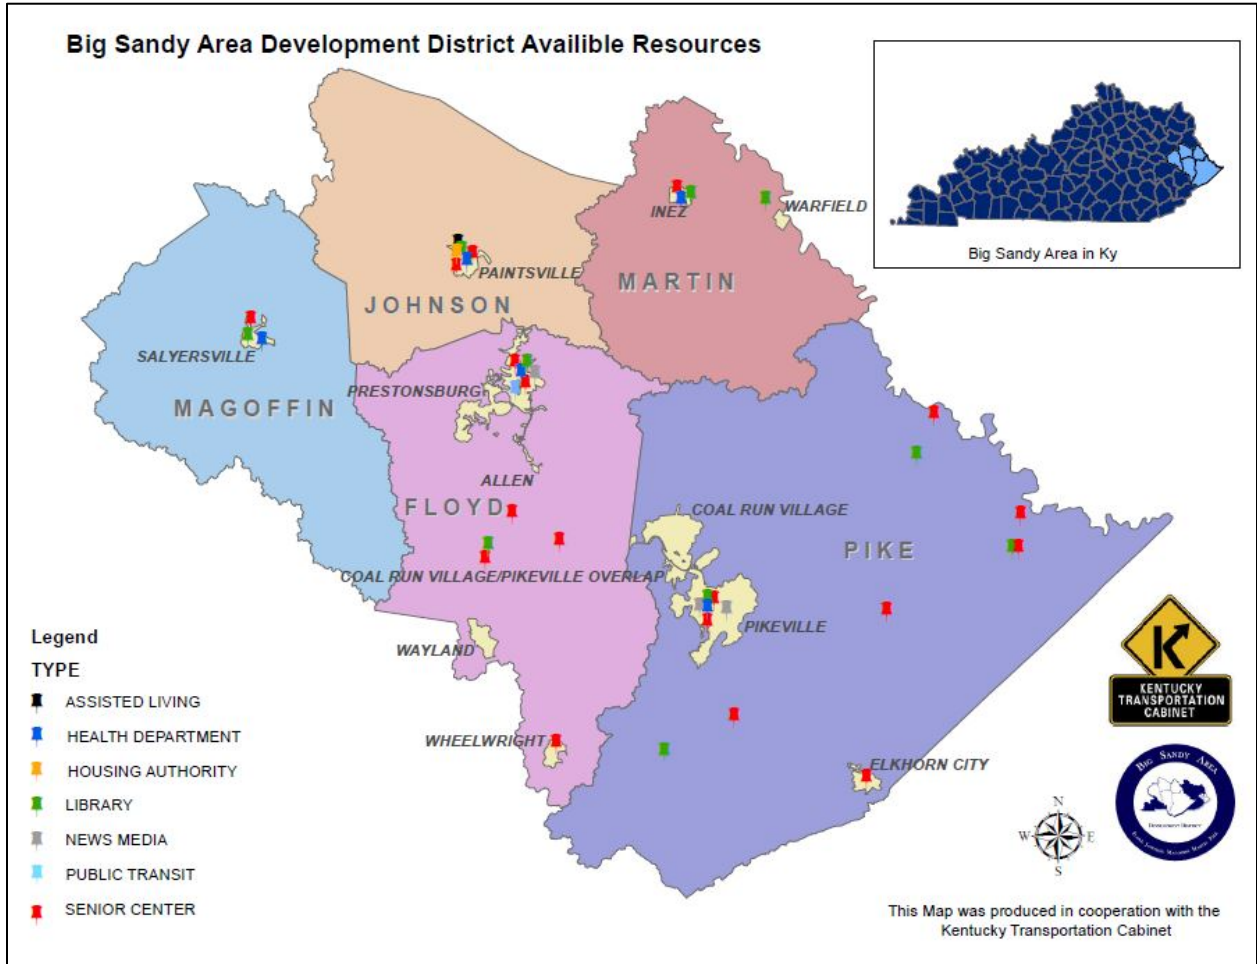 Big Sandy Area Development District Availible Resources
Big Sandy Area in Ky
INEZ
WARFIELD
MARTIN
PAINTSVILLE
JOHNSON
SALYERSVILLE
MAGOFFIN
PRESTONSBURG
ALLEN
FLOYD
COAL RUN VILLAGE
PIKE
COAL RUN VILLAGE/PIKEVILLE OVERLAP
PIKEVILLE
WAYLAND
WHEELWRIGHT
ELKHORN CITY
Legend
TYPE
ASSISTED LIVING
HEALTH DEPARTMENT
HOUSING AUTHORITY
LIBRARY
NEWS MEDIA
PUBLIC TRANSIT
SENIOR CENTER
K
KENTUCKY
TRANSPORTATION
CABINET
BIG SANDY AREA
DEVELOPMENT DISTRICT
N
W E
S
This Map was produced in cooperation with the
Kentucky Transportation Cabinet